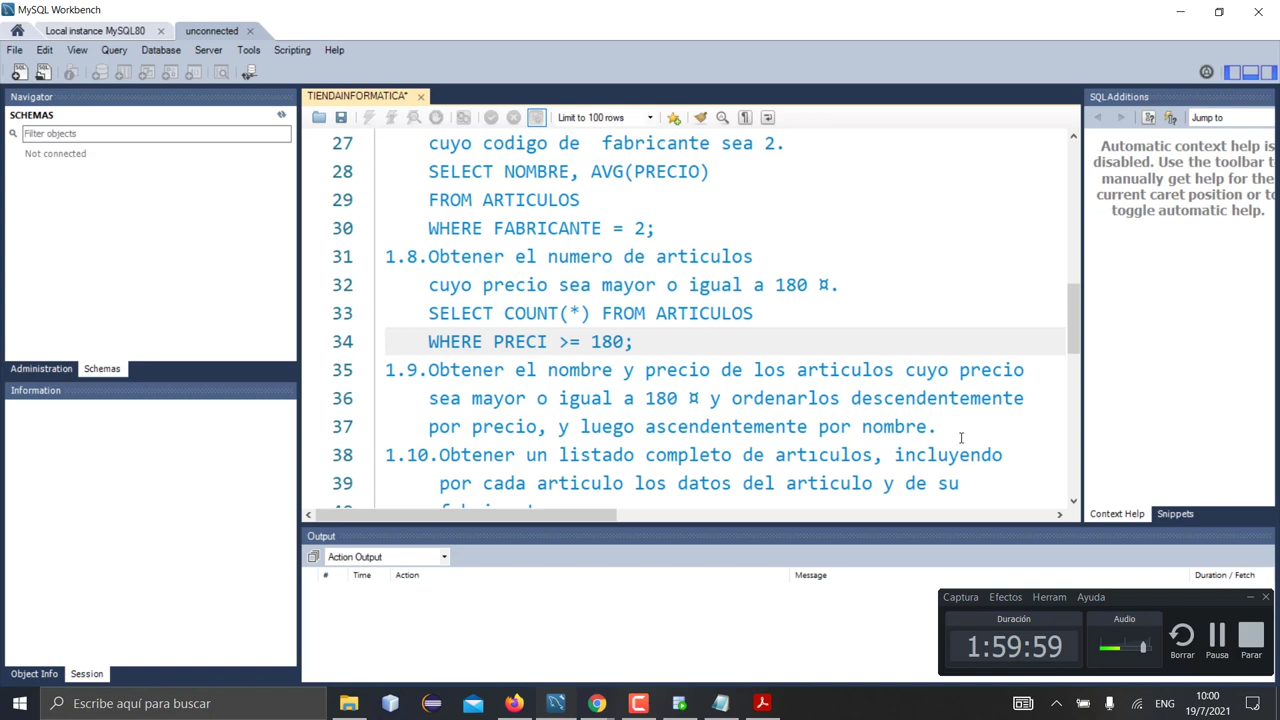 MySQL Workbench
Local instance MySQL80
unconnected
File Edit View Query Database Server Tools Scripting Help
Navigator
SCHEMAS
Filter objects
Not connected
Administration Schemas
Information
Object Info Session
TIENDAINFORMATICA*
Limit to 100 rows
27 cuyo codigo de fabricante sea 2.
28 SELECT NOMBRE, AVG(PRECIO)
29 FROM ARTICULOS
30 WHERE FABRICANTE = 2;
31 1.8.Obtener el numero de articulos
32 cuyo precio sea mayor o igual a 180 ¤.
33 SELECT COUNT(*) FROM ARTICULOS
34 WHERE PRECI >= 180;
35 1.9.Obtener el nombre y precio de los articulos cuyo precio
36 sea mayor o igual a 180 ¤ y ordenarlos descendentemente
37 por precio, y luego ascendentemente por nombre.
38 1.10.Obtener un listado completo de artıculos, incluyendo
39 por cada articulo los datos del articulo y de su
SQLAdditions
Jump to
Automatic context help is
disabled. Use the toolbar to
manually get help for the
current caret position or to
toggle automatic help.
Context Help Snippets
Output
Action Output
# Time Action Message Duration / Fetch
Captura Efectos Herram Ayuda
Duración Audio
1:59:59
Borrar Pausa Parar
Escribe aquí para buscar
ENG
10:00
19/7/2021